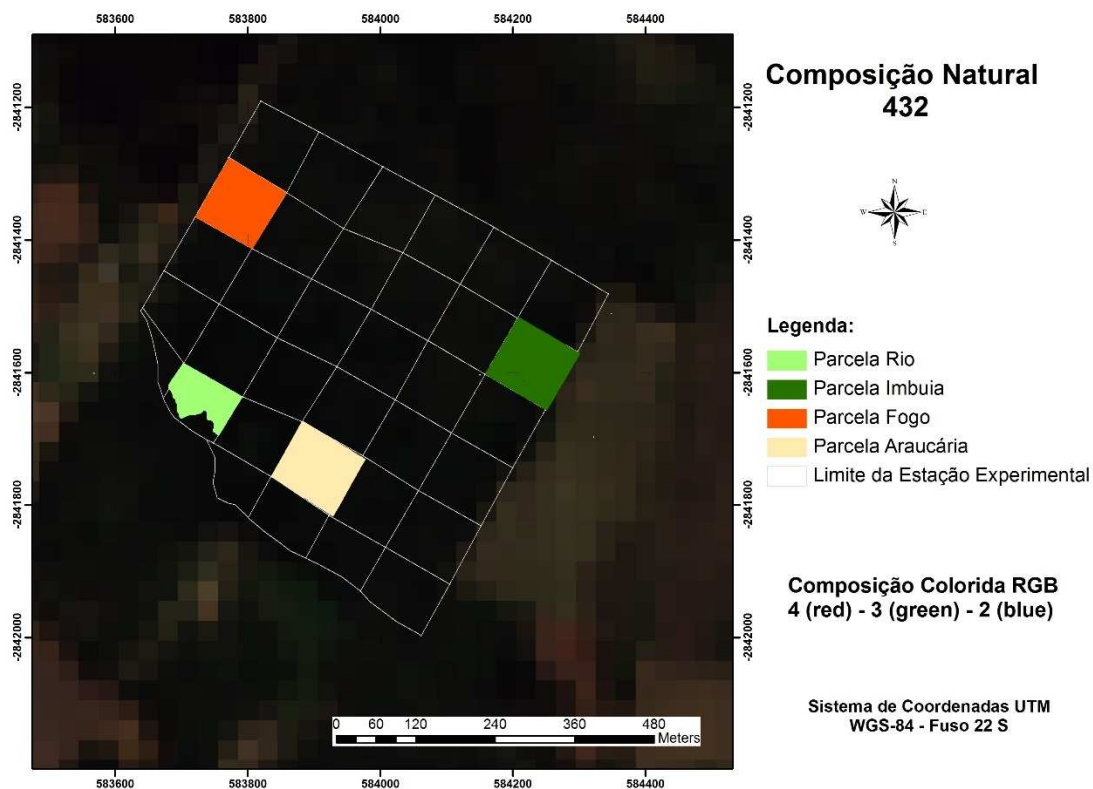 583600 583800 584000 584200 584400
-2841200
-2841400
-2841600
-2841800
-2842000
-2841200
-2841400
-2841600
-2841800
-2842000
0 60 120 240 360 480
Meters
583600 583800 584000 584200 584400
Composição Natural
432
N
W E
S
Legenda:
Parcela Rio
Parcela Imbuia
Parcela Fogo
Parcela Araucária
Limite da Estação Experimental
Composição Colorida RGB
4 (red) - 3 (green) - 2 (blue)
Sistema de Coordenadas UTM
WGS-84 - Fuso 22 S